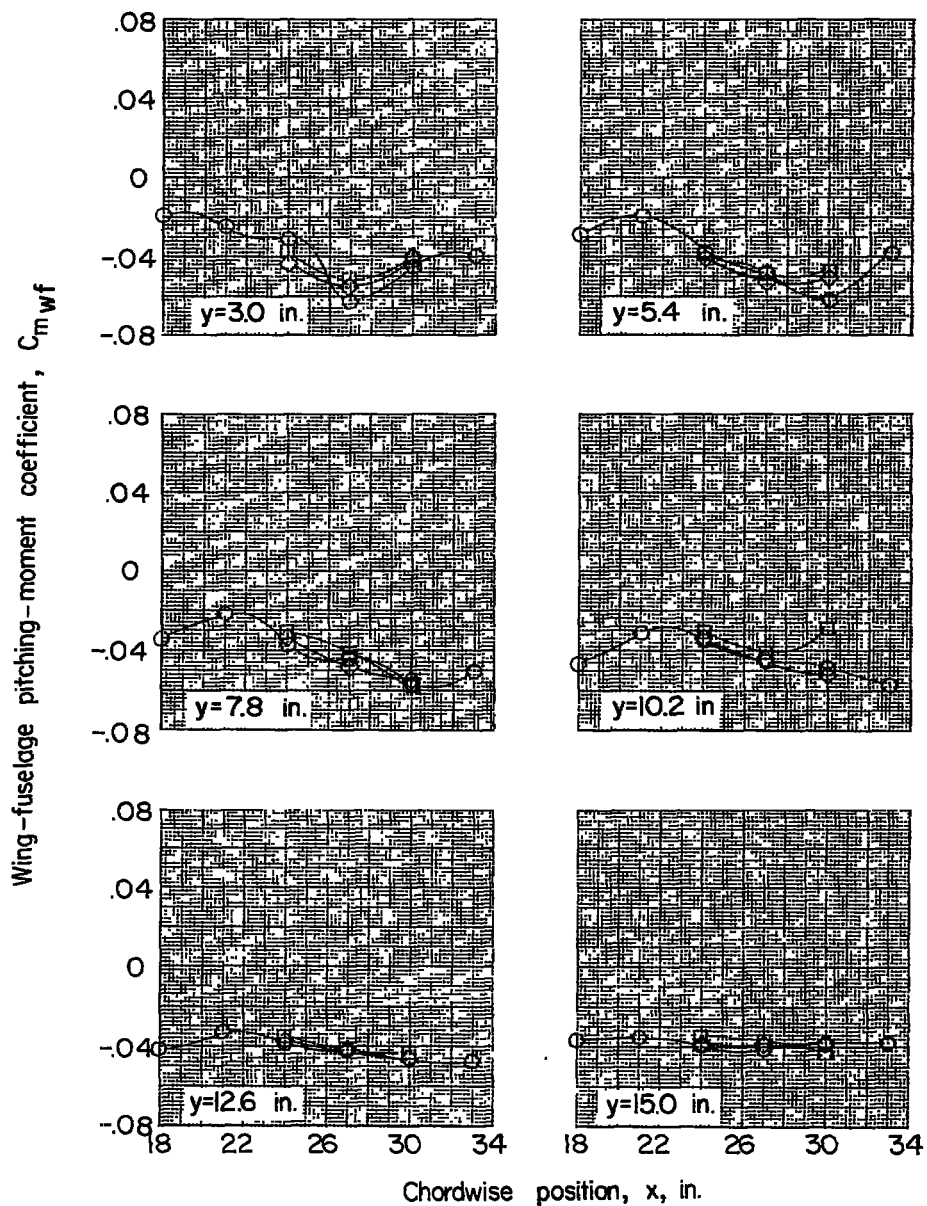 .08
.04
0
-.04
-.08
y=3.0 in.
y=5.4 in.
.08
.04
0
-.04
-.08
y=7.8 in.
y=10.2 in
.08
.04
0
-.04
-.08
y=12.6 in.
y=15.0 in.
18 22 26 30 34
18 22 26 30 34
Chordwise position, x, in.
Wing-fuselage pitching-moment coefficient, Cmwf